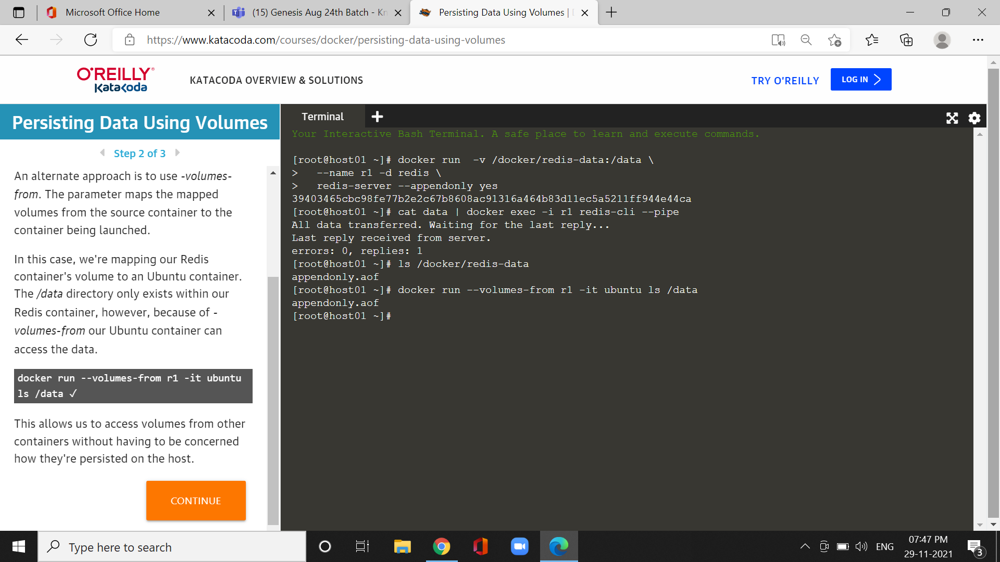 Microsoft Office Home
(15) Genesis Aug 24th Batch - Kn
Persisting Data Using Volumes |
https://www.katacoda.com/courses/docker/persisting-data-using-volumes
O'REILLY®
Katacoda
KATACODA OVERVIEW & SOLUTIONS
TRY O'REILLY
LOG IN
Persisting Data Using Volumes
Step 2 of 3
An alternate approach is to use -volumes-
from. The parameter maps the mapped
volumes from the source container to the
container being launched.
In this case, we're mapping our Redis
container's volume to an Ubuntu container.
The /data directory only exists within our
Redis container, however, because of -
volumes-from our Ubuntu container can
access the data.
docker run --volumes-from r1 -it ubuntu
ls /data ✓
This allows us to access volumes from other
containers without having to be concerned
how they're persisted on the host.
CONTINUE
Terminal
Your Interactive Bash Terminal. A safe place to learn and execute commands.
[root@host01 ~]# docker run  -v /docker/redis-data:/data \
>   --name r1 -d redis \
>   redis-server --appendonly yes
39403465cbc98fe77b2e2c67b8608ac91316a464b83d11ec5a5211ff944e44ca
[root@host01 ~]# cat data | docker exec -i r1 redis-cli --pipe
All data transferred. Waiting for the last reply...
Last reply received from server.
errors: 0, replies: 1
[root@host01 ~]# ls /docker/redis-data
appendonly.aof
[root@host01 ~]# docker run --volumes-from r1 -it ubuntu ls /data
appendonly.aof
[root@host01 ~]#
Type here to search
ENG
07:47 PM
29-11-2021
3